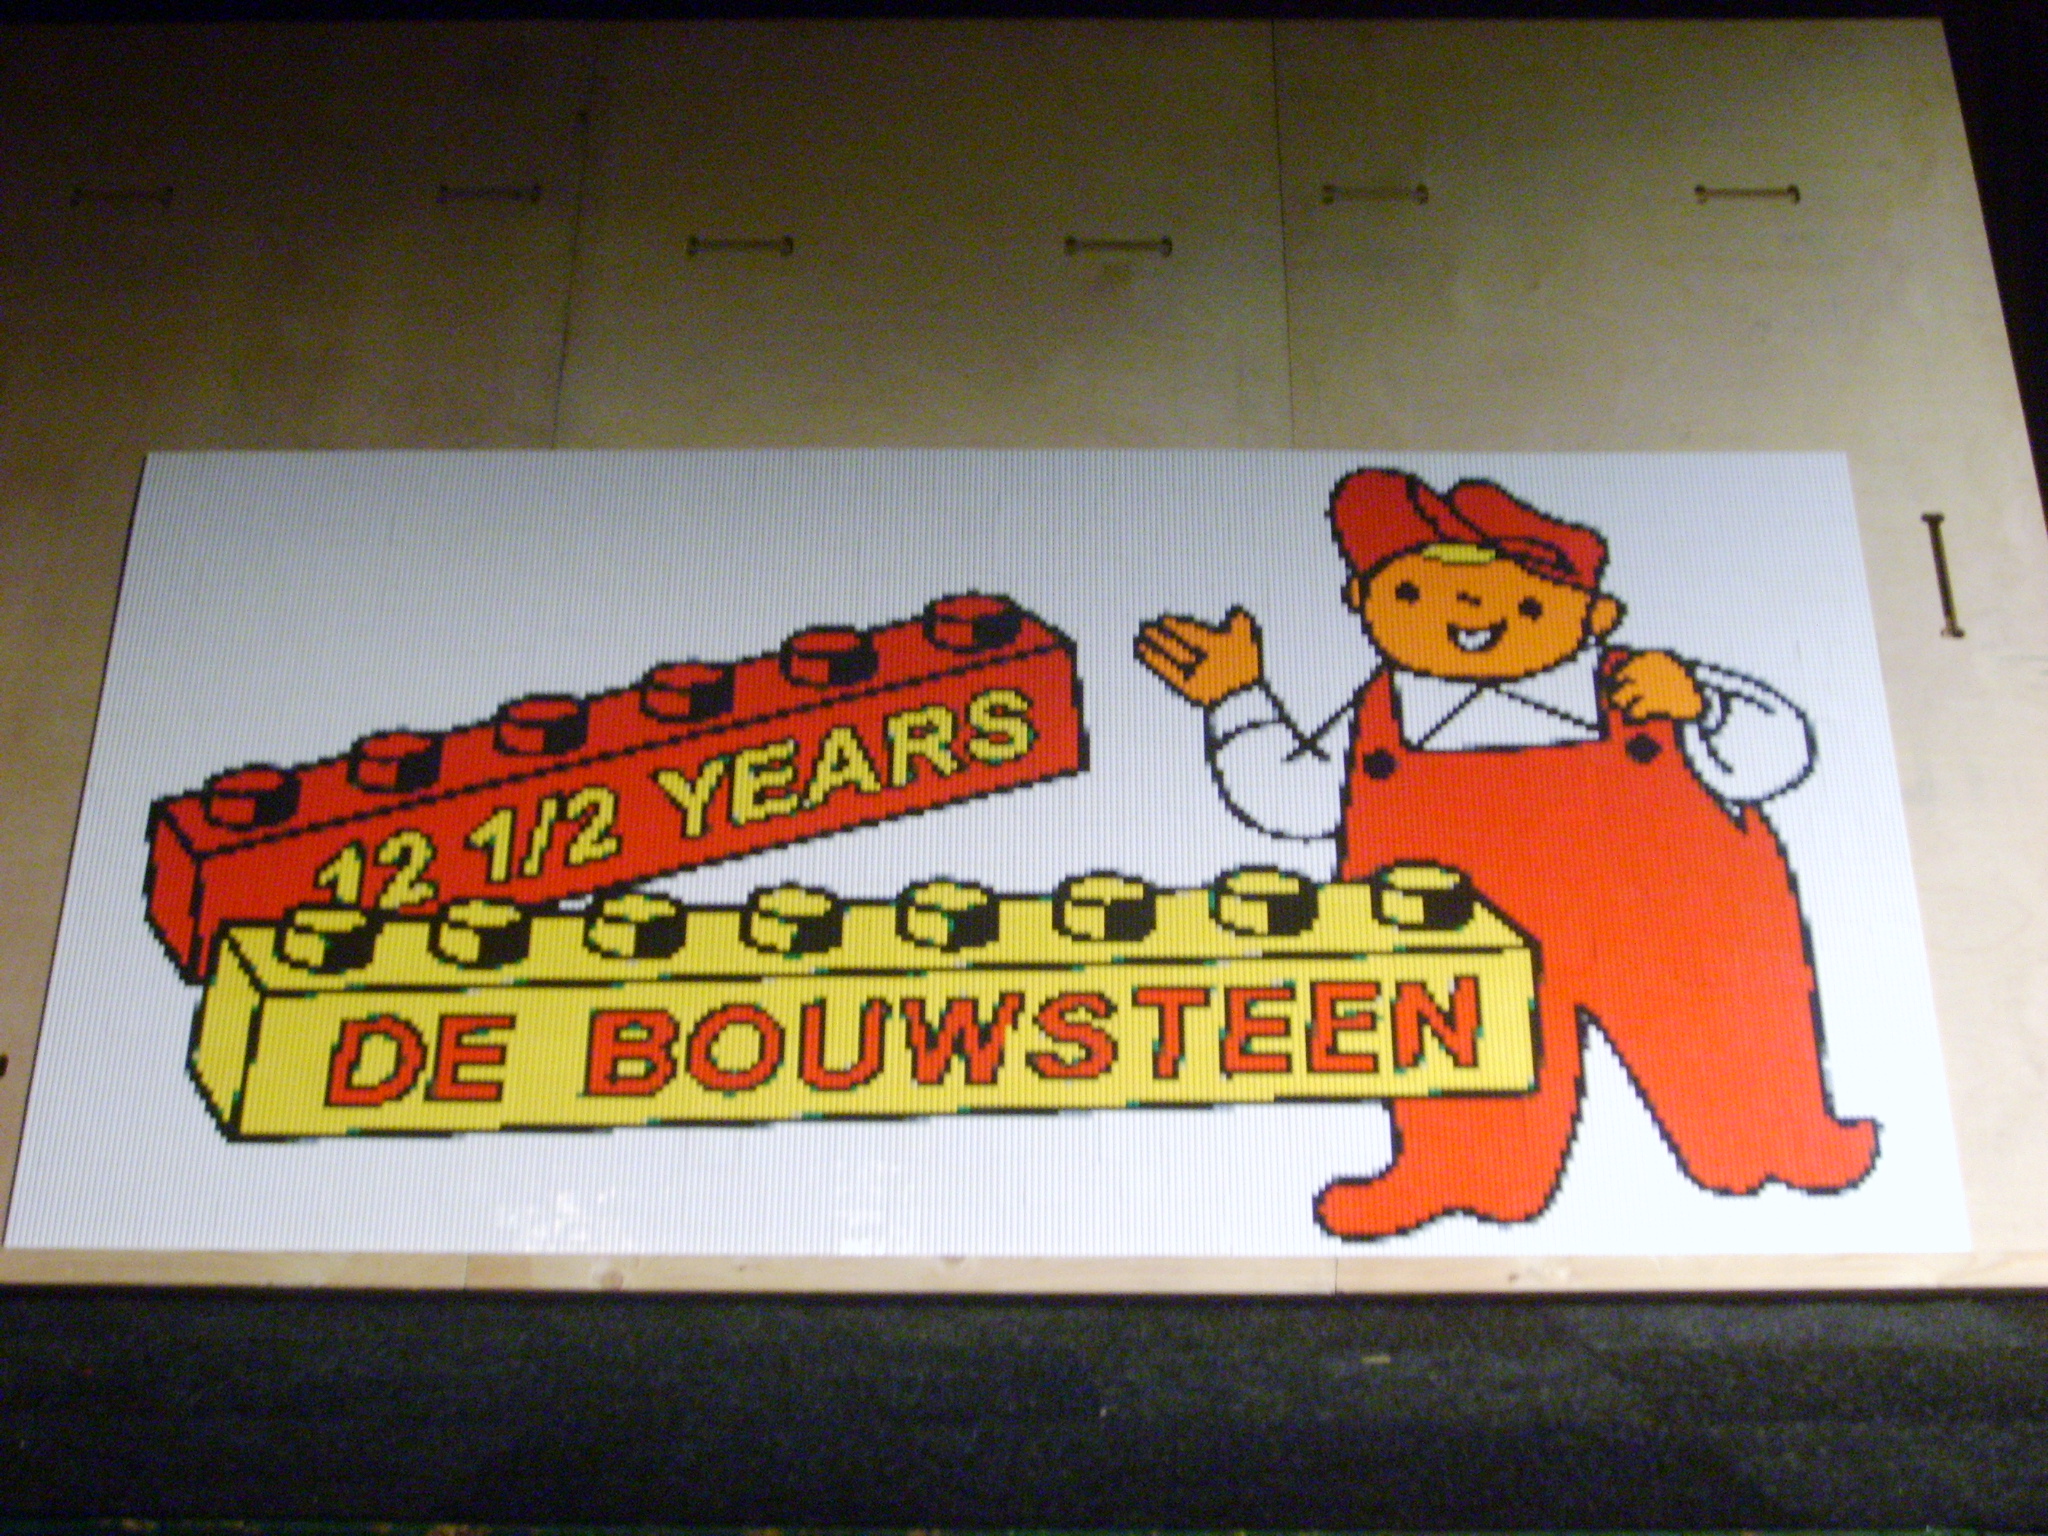 12 1/2 YEARS
DE BOUWSTEEN